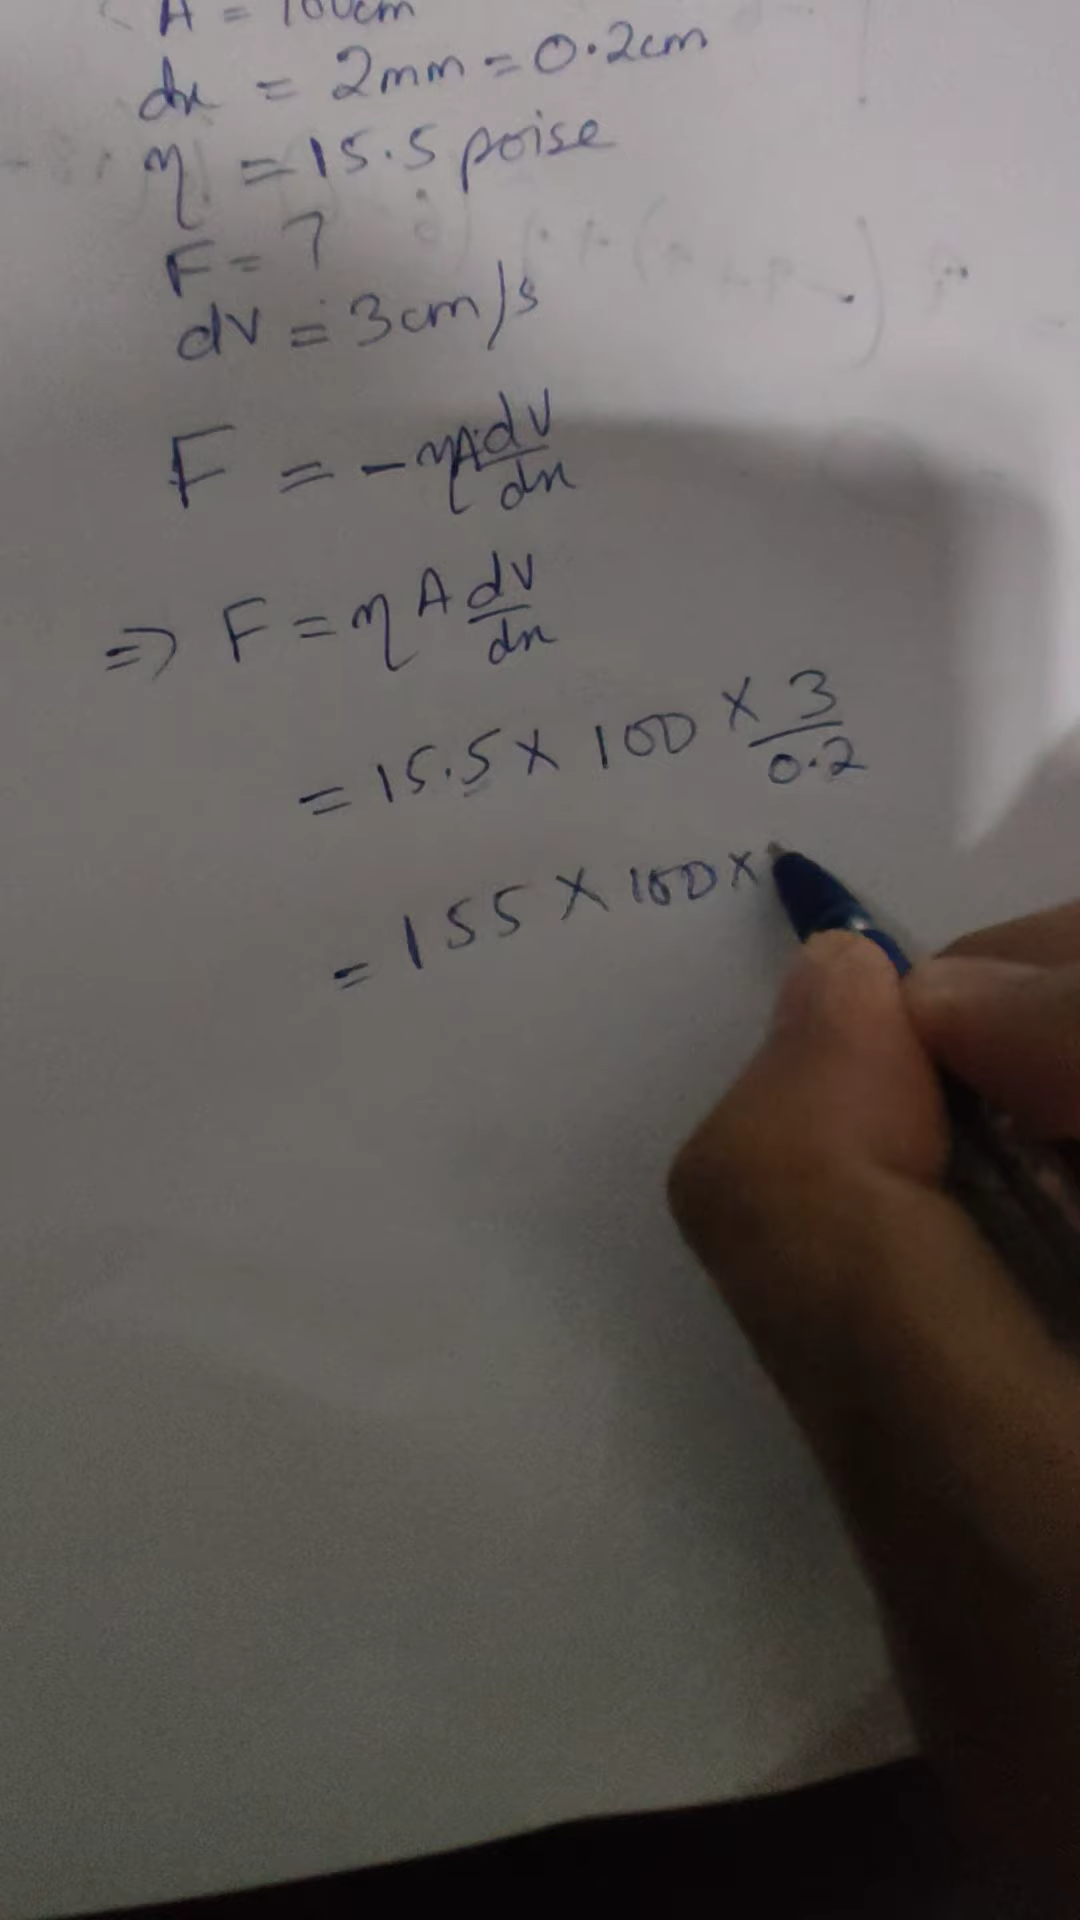 A = 100cm
dx = 2mm = 0.2cm
η = 15.5 poise
F = ?
dv = 3cm/s
F = -ηA dv/dx
⇒ F = ηA dv/dx
= 15.5 × 100 × 3/0.2
= 155 × 100 ×